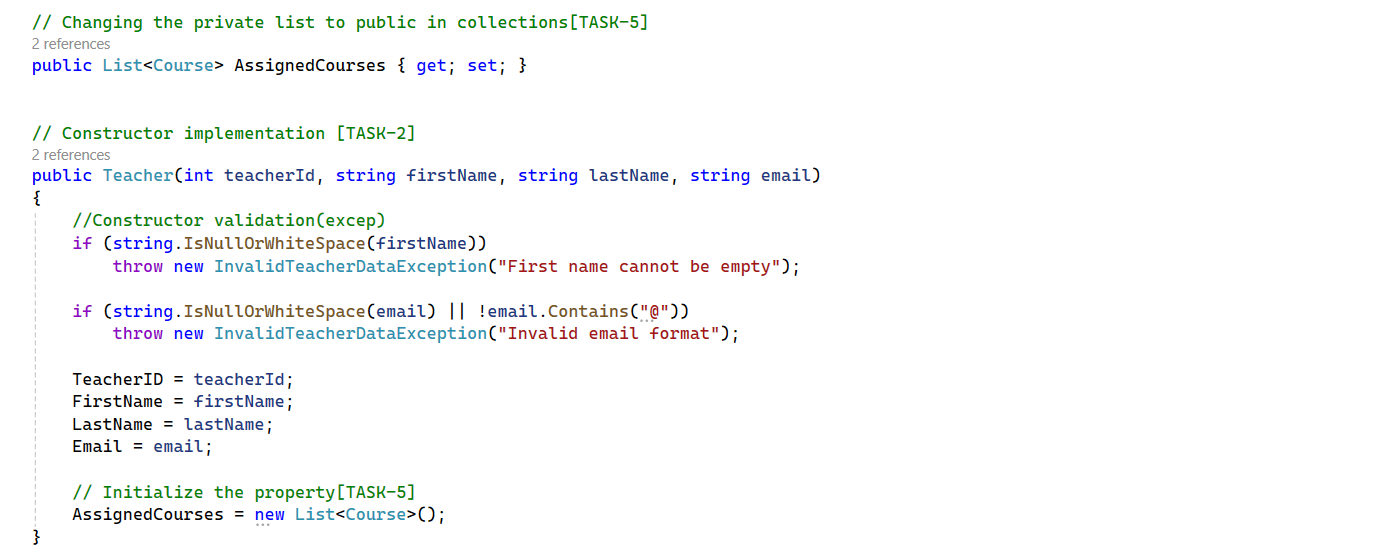 // Changing the private list to public in collections[TASK-5]
2 references
public List<Course> AssignedCourses { get; set; }
// Constructor implementation [TASK-2]
2 references
public Teacher(int teacherId, string firstName, string lastName, string email)
{
//Constructor validation(excep)
if (string.IsNullOrWhiteSpace(firstName))
throw new InvalidTeacherDataException("First name cannot be empty");
if (string.IsNullOrWhiteSpace(email) || !email.Contains("@"))
throw new InvalidTeacherDataException("Invalid email format");
TeacherID = teacherId;
FirstName = firstName;
LastName = lastName;
Email = email;
// Initialize the property[TASK-5]
AssignedCourses = new List<Course>();
}